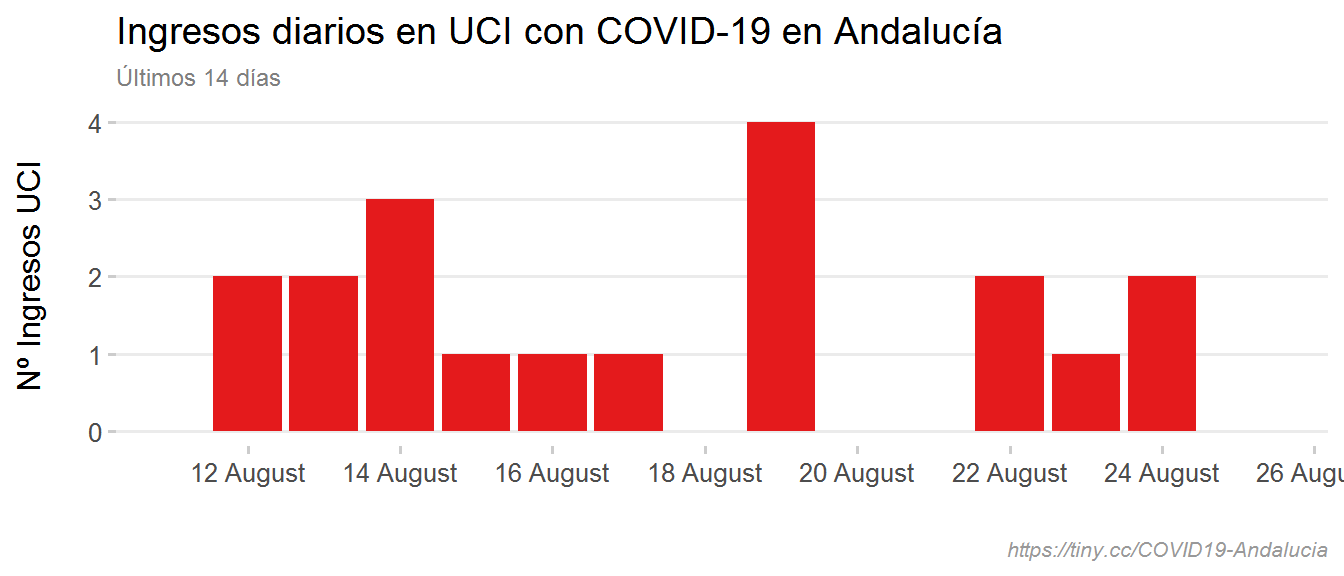 Ingresos diarios en UCI con COVID-19 en Andalucía
Últimos 14 días
Nº Ingresos UCI
4
3
2
1
0
12 August 14 August 16 August 18 August 20 August 22 August 24 August 26 Augu
https://tiny.cc/COVID19-Andalucia